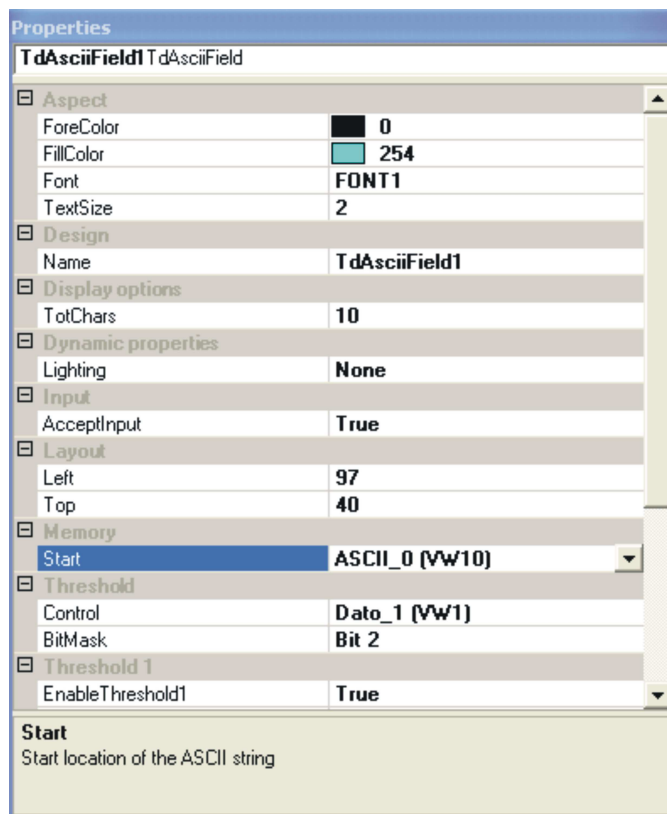 Properties
TdAsciiField1 TdAsciiField
Aspect
ForeColor 0
FillColor 254
Font FONT1
TextSize 2
Design
Name TdAsciiField1
Display options
TotChars 10
Dynamic properties
Lighting None
Input
AcceptInput True
Layout
Left 97
Top 40
Memory
Start ASCII_0 (VW10)
Threshold
Control Dato_1 (VW1)
BitMask Bit 2
Threshold 1
EnableThreshold1 True
Start
Start location of the ASCII string